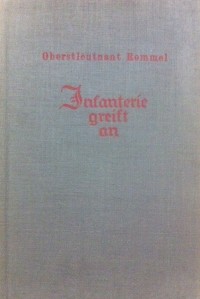 Oberstleutnant Rommel
Infanterie
greift
an